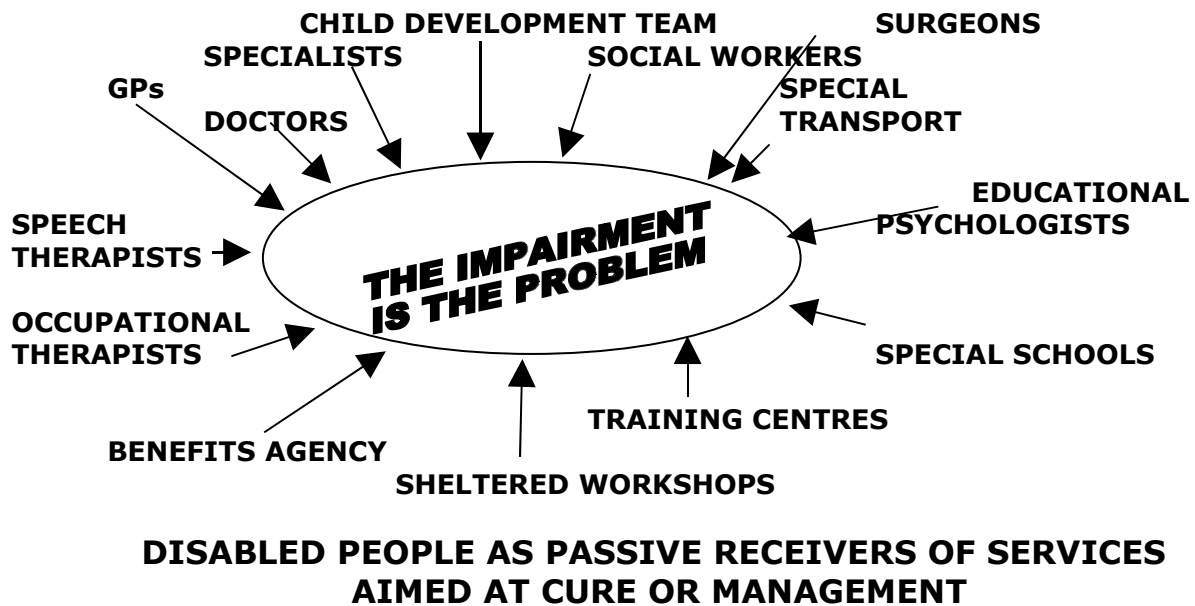 CHILD DEVELOPMENT TEAM
SURGEONS
SPECIALISTS
SOCIAL WORKERS
GPs
SPECIAL
TRANSPORT
DOCTORS
EDUCATIONAL
PSYCHOLOGISTS
SPEECH
THERAPISTS
THE IMPAIRMENT
IS THE PROBLEM
OCCUPATIONAL
THERAPISTS
SPECIAL SCHOOLS
TRAINING CENTRES
BENEFITS AGENCY
SHELTERED WORKSHOPS
DISABLED PEOPLE AS PASSIVE RECEIVERS OF SERVICES
AIMED AT CURE OR MANAGEMENT